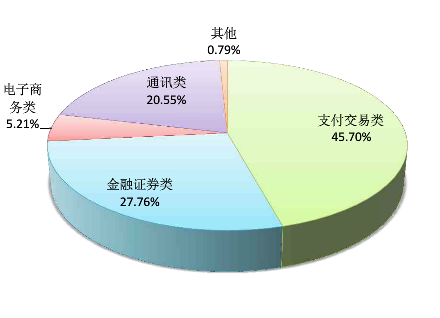 其他
0.79%
通讯类
20.55%
电子商
务类
5.21%
支付交易类
45.70%
金融证券类
27.76%